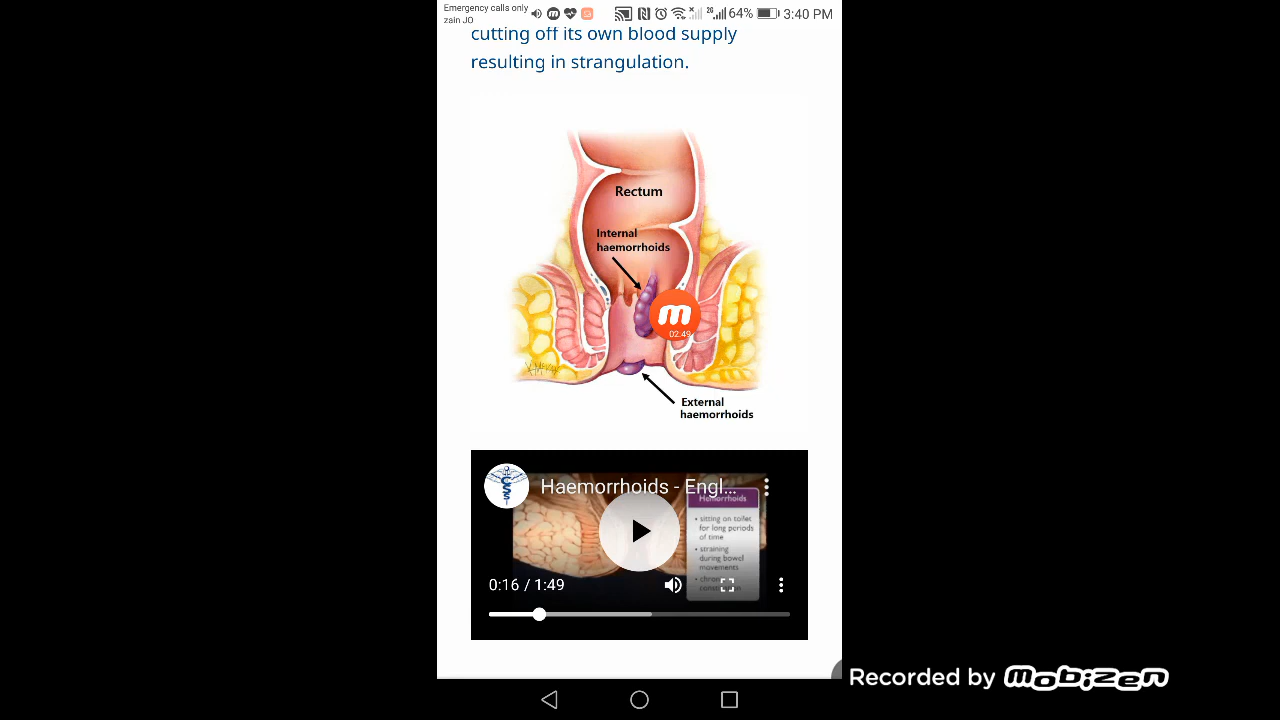 Emergency calls only
zain JO
2G
64%
3:40 PM
cutting off its own blood supply
resulting in strangulation.
Rectum
Internal
haemorrhoids
m
02:49
External
haemorrhoids
Haemorrhoids - Engl...
Hemorrhoids
• sitting on toilet
for long periods
of time
• straining
during bowel
movements
0:16 / 1:49
Recorded by mobizen